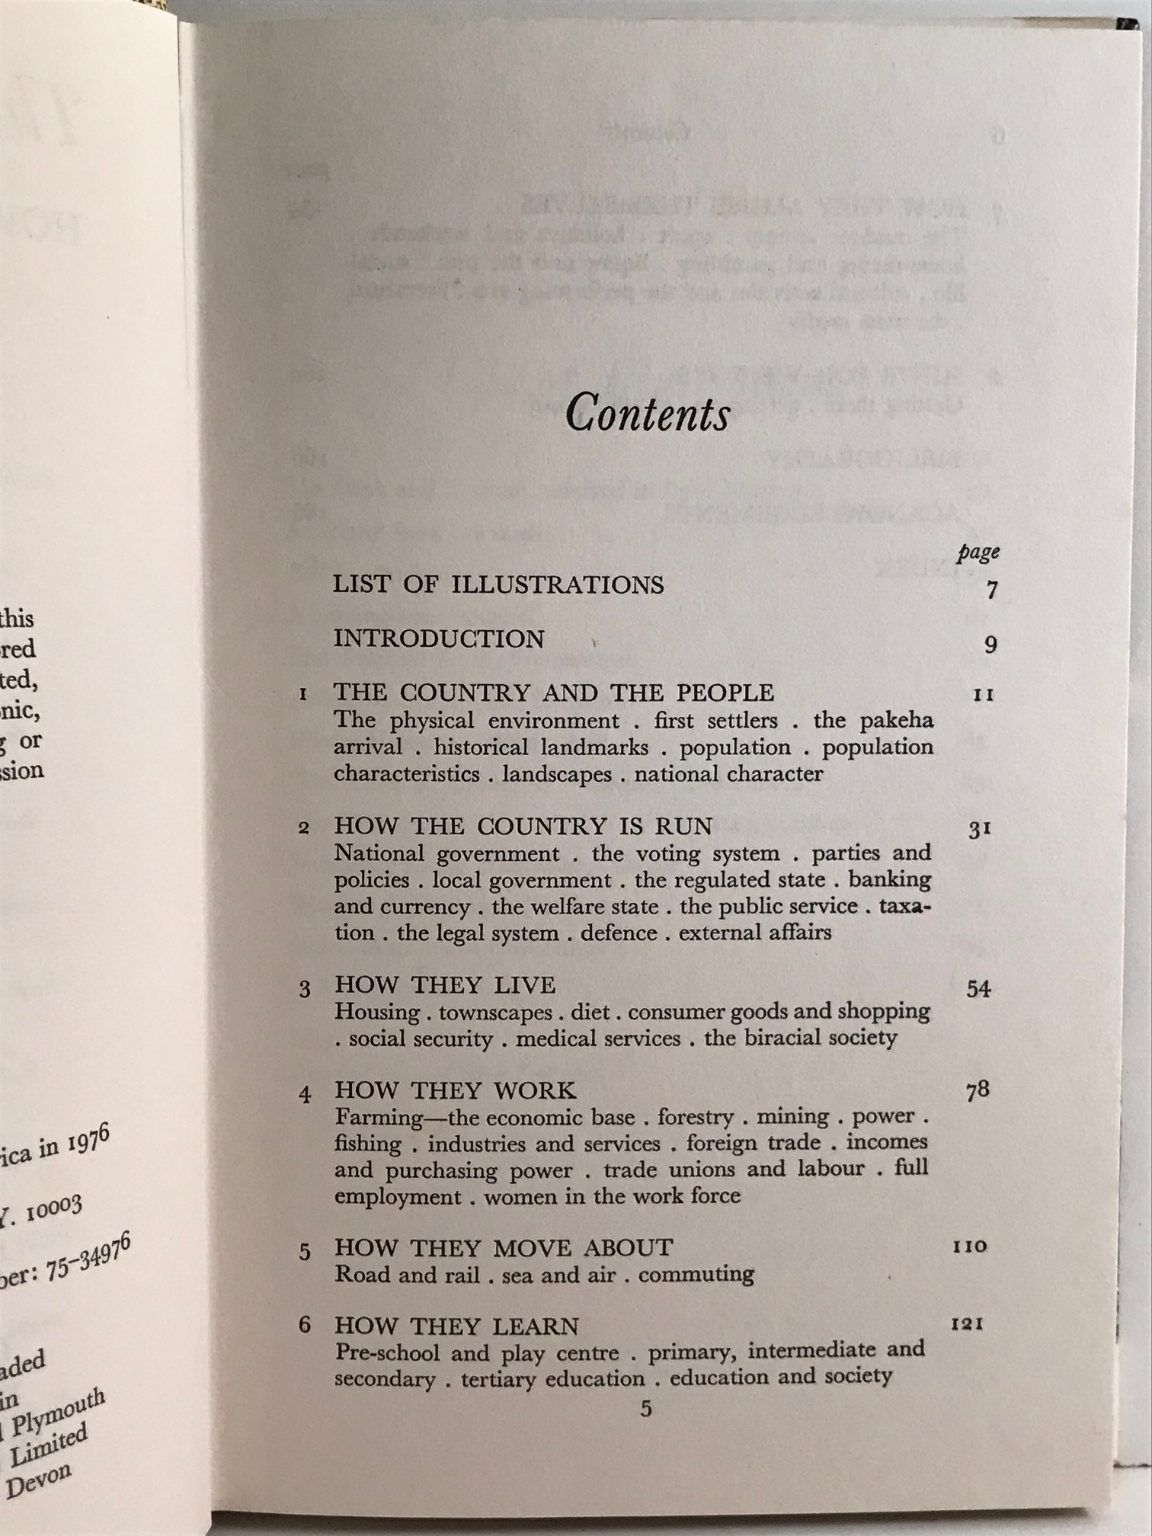 this
red
ted,
nic,
g or
ssion
ica in 1976
Y. 10003
ber: 75-34976
aded
in
Plymouth
Limited
Devon
Contents
page
LIST OF ILLUSTRATIONS 7
INTRODUCTION 9
1 THE COUNTRY AND THE PEOPLE 11
The physical environment . first settlers . the pakeha
arrival . historical landmarks . population . population
characteristics . landscapes . national character
2 HOW THE COUNTRY IS RUN 31
National government . the voting system . parties and
policies . local government . the regulated state . banking
and currency . the welfare state . the public service . taxa-
tion . the legal system . defence . external affairs
3 HOW THEY LIVE 54
Housing . townscapes . diet . consumer goods and shopping
. social security . medical services . the biracial society
4 HOW THEY WORK 78
Farming—the economic base . forestry . mining . power .
fishing . industries and services . foreign trade . incomes
and purchasing power . trade unions and labour . full
employment . women in the work force
5 HOW THEY MOVE ABOUT 110
Road and rail . sea and air . commuting
6 HOW THEY LEARN 121
Pre-school and play centre . primary, intermediate and
secondary . tertiary education . education and society
5